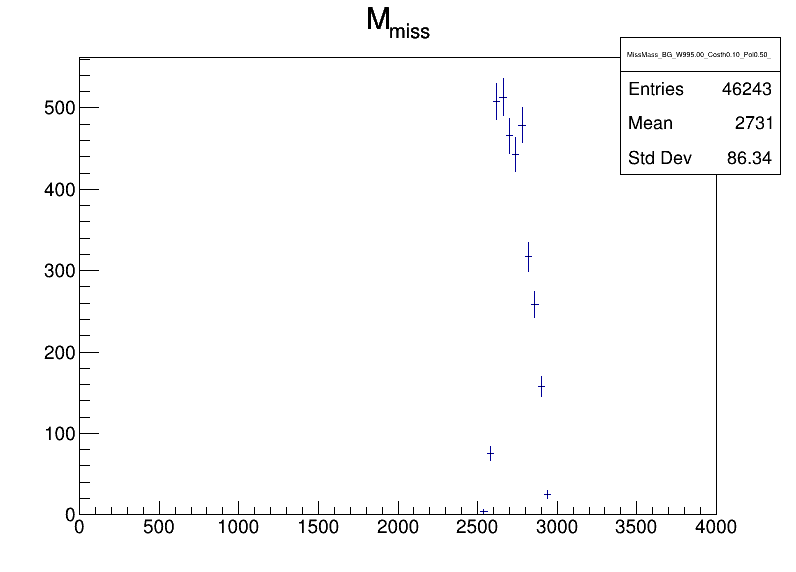 M_miss
MissMass_BG_W995.00_Costh0.10_Pol0.50_
Entries 46243
Mean 2731
Std Dev 86.34
500
400
300
200
100
0
0 500 1000 1500 2000 2500 3000 3500 4000